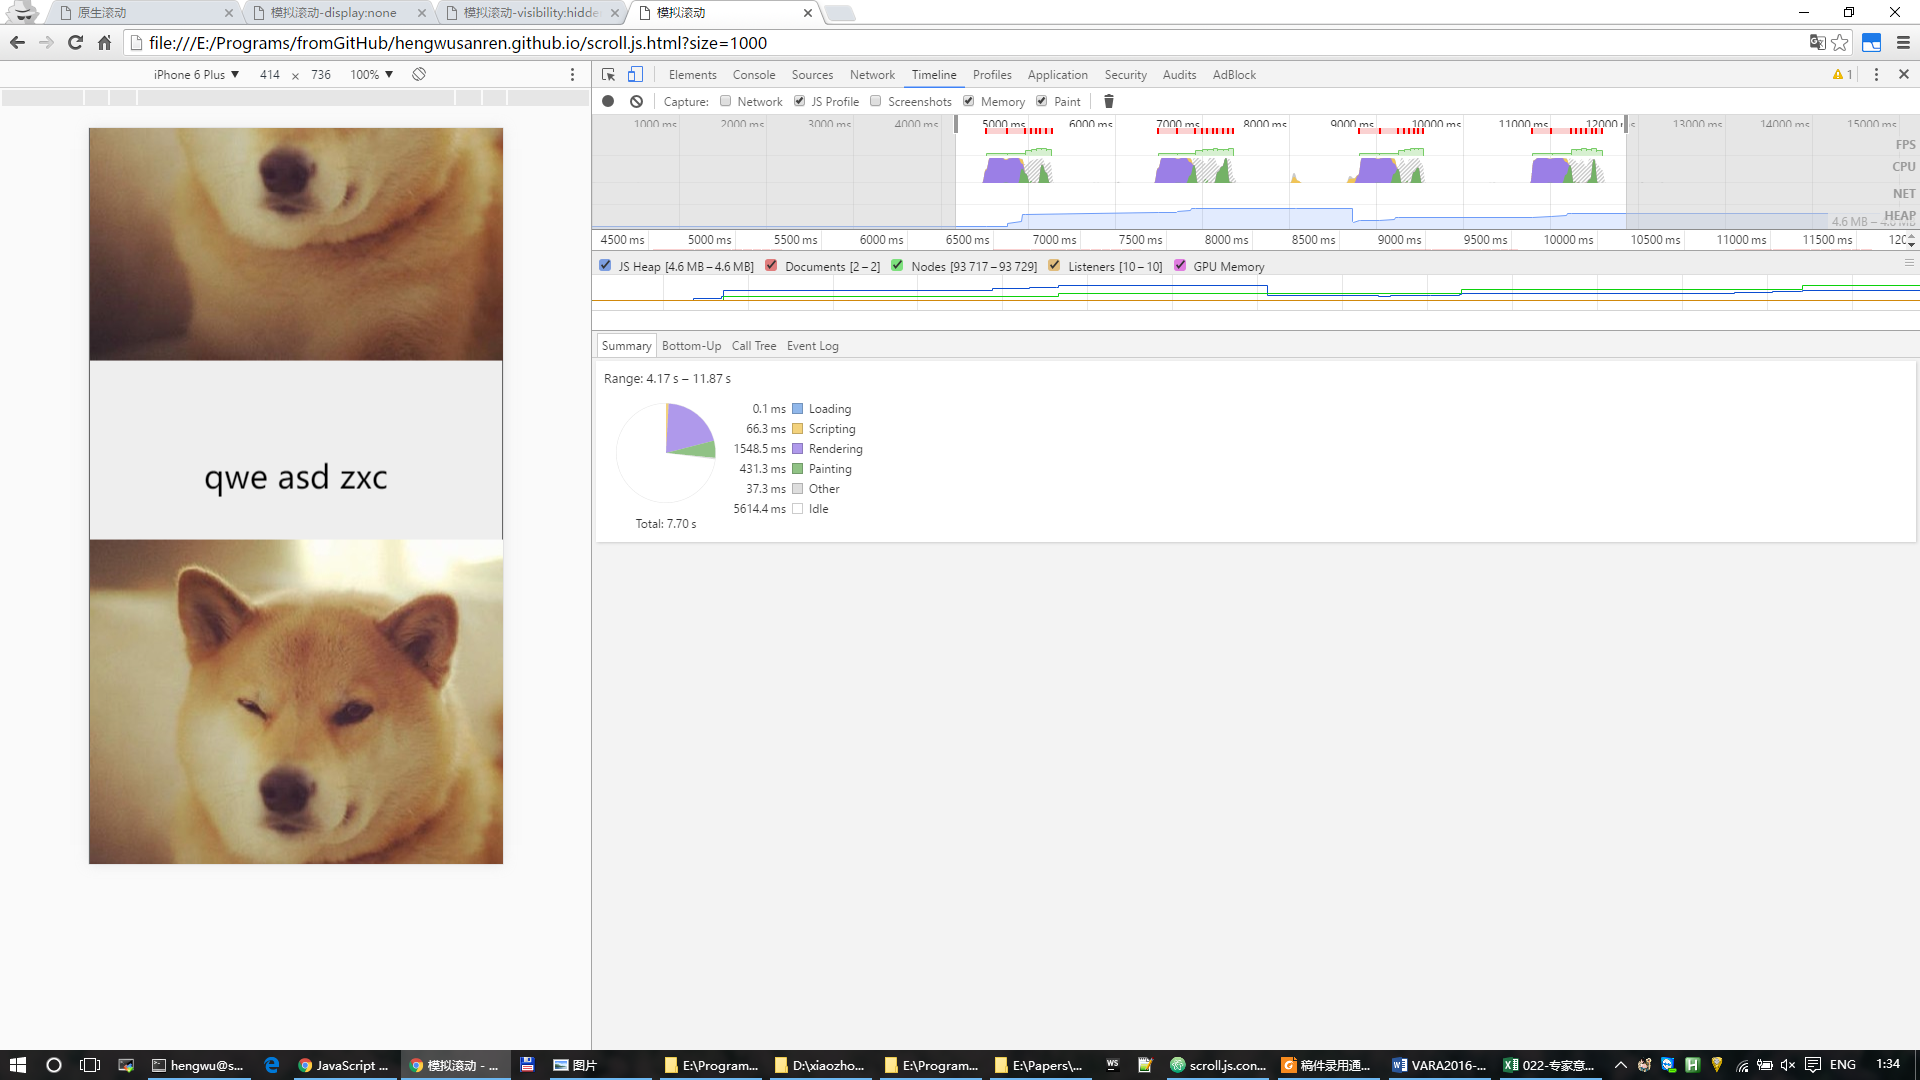 原生滚动
模拟滚动-display:none
模拟滚动-visibility:hidde
模拟滚动
file:///E:/Programs/fromGitHub/hengwusanren.github.io/scroll.js.html?size=1000
iPhone 6 Plus ▼ 414 × 736 100% ▼
Elements Console Sources Network Timeline Profiles Application Security Audits AdBlock
1
Capture: Network JS Profile Screenshots Memory Paint
1000 ms 2000 ms 3000 ms 4000 ms 5000 ms 6000 ms 7000 ms 8000 ms 9000 ms 10000 ms 11000 ms 12000 13000 ms 14000 ms 15000 ms
FPS
CPU
NET
HEAP
4500 ms 5000 ms 5500 ms 6000 ms 6500 ms 7000 ms 7500 ms 8000 ms 8500 ms 9000 ms 9500 ms 10000 ms 10500 ms 11000 ms 11500 ms 120
JS Heap [4.6 MB – 4.6 MB] Documents [2 – 2] Nodes [93 717 – 93 729] Listeners [10 – 10] GPU Memory
Summary Bottom-Up Call Tree Event Log
Range: 4.17 s – 11.87 s
0.1 ms Loading
66.3 ms Scripting
1548.5 ms Rendering
431.3 ms Painting
37.3 ms Other
5614.4 ms Idle
Total: 7.70 s
qwe asd zxc
hengwu@s...
JavaScript ...
模拟滚动 - ...
图片
E:\Program...
D:\xiaozho...
E:\Program...
E:\Papers\...
WS
scroll.js.con...
稿件录用通...
VARA2016-...
022-专家意...
ENG
1:34